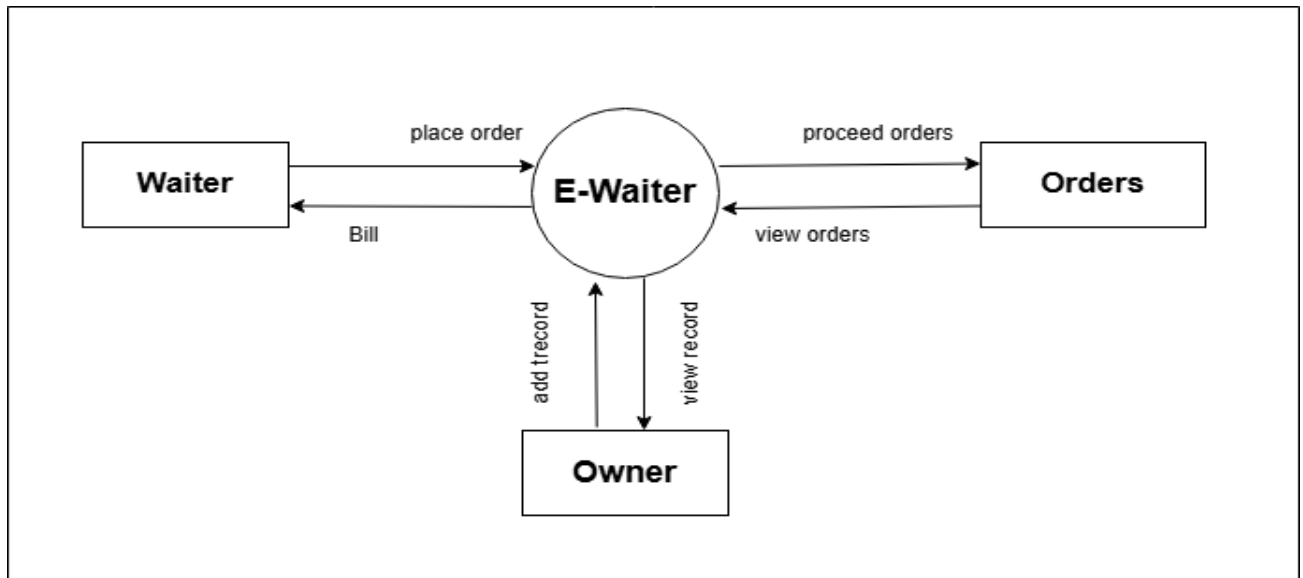 place order
proceed orders
Waiter
E-Waiter
Orders
Bill
view orders
add trecord
view record
Owner